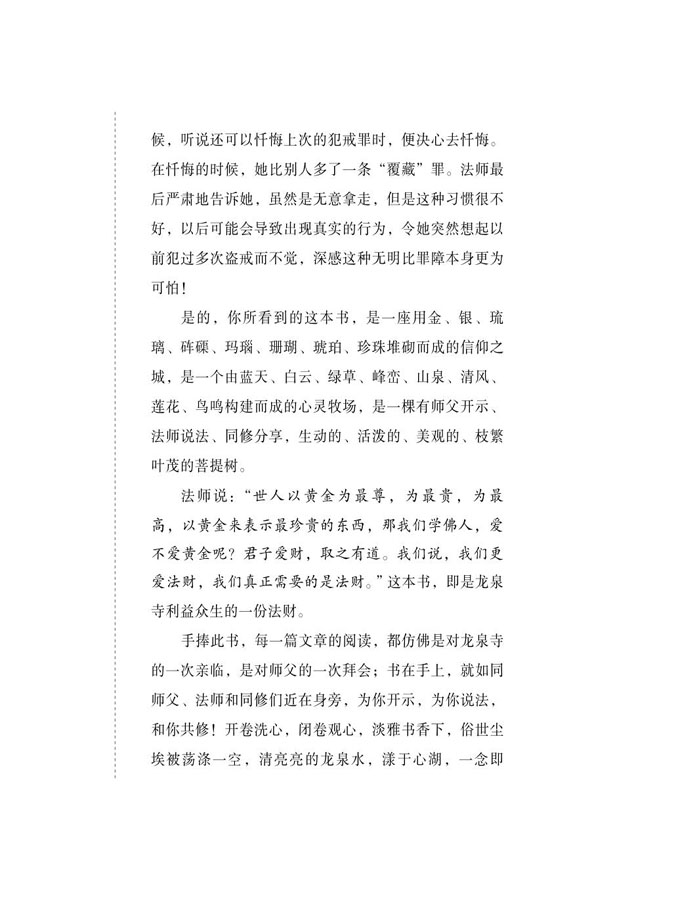 候，听说还可以忏悔上次的犯戒罪时，便决心去忏悔。
在忏悔的时候，她比别人多了一条“覆藏”罪。法师最
后严肃地告诉她，虽然是无意拿走，但是这种习惯很不
好，以后可能会导致出现真实的行为，令她突然想起以
前犯过多次盗戒而不觉，深感这种无明比罪障本身更为
可怕！
是的，你所看到的这本书，是一座用金、银、琉
璃、砗磲、玛瑙、珊瑚、琥珀、珍珠堆砌而成的信仰之
城，是一个由蓝天、白云、绿草、峰峦、山泉、清风、
莲花、鸟鸣构建而成的心灵牧场，是一棵有师父开示、
法师说法、同修分享，生动的、活泼的、美观的、枝繁
叶茂的菩提树。
法师说：“世人以黄金为最尊，为最贵，为最
高，以黄金来表示最珍贵的东西，那我们学佛人，爱
不爱黄金呢？君子爱财，取之有道。我们说，我们更
爱法财，我们真正需要的是法财。”这本书，即是龙泉
寺利益众生的一份法财。
手捧此书，每一篇文章的阅读，都仿佛是对龙泉寺
的一次亲临，是对师父的一次拜会；书在手上，就如同
师父、法师和同修们近在身旁，为你开示，为你说法，
和你共修！开卷洗心，闭卷观心，淡雅书香下，俗世尘
埃被荡涤一空，清亮亮的龙泉水，漾于心湖，一念即